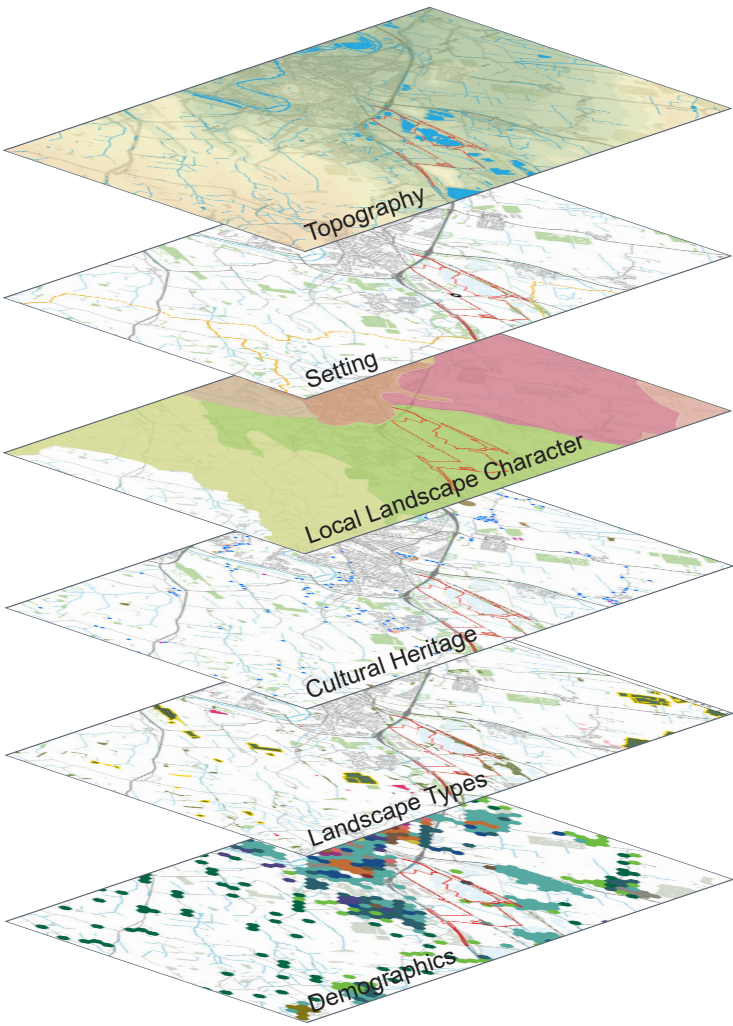 Topography
Setting
Local Landscape Character
Cultural Heritage
Landscape Types
Demographics